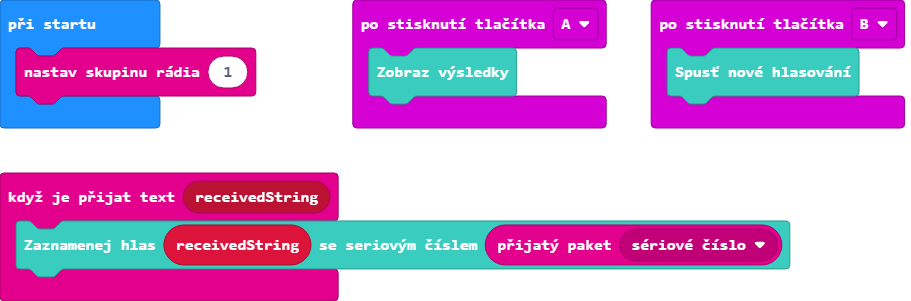 při startu
nastav skupinu rádia 1
po stisknutí tlačítka A
Zobraz výsledky
po stisknutí tlačítka B
Spusť nové hlasování
když je přijat text receivedString
Zaznamenej hlas receivedString se seriovým číslem přijatý paket sériové číslo